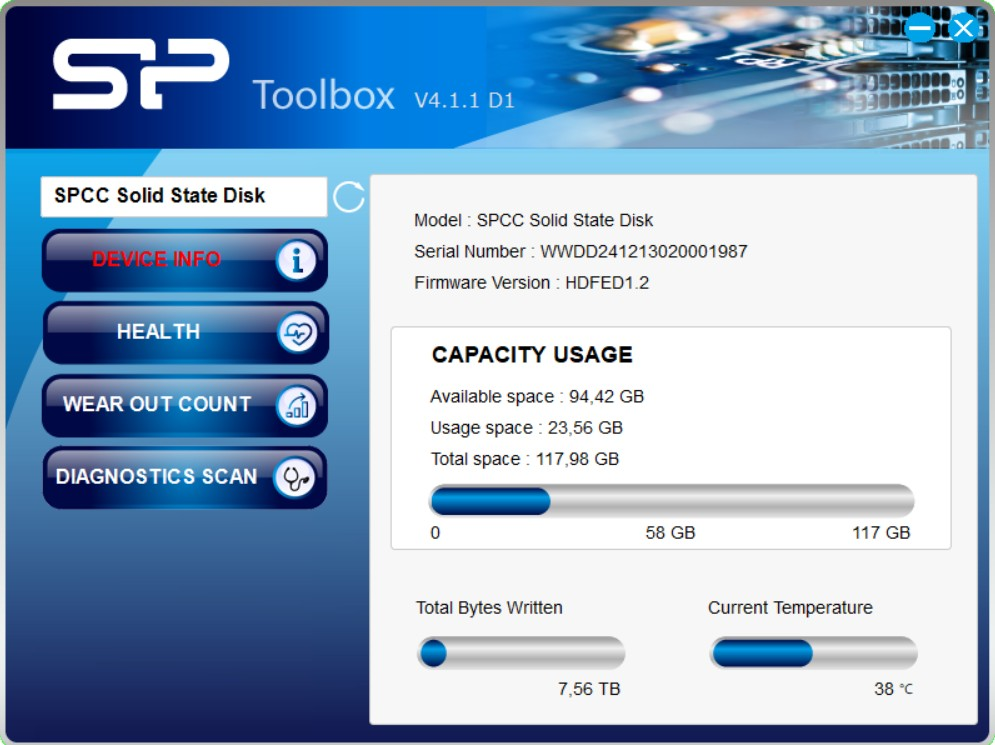 SP Toolbox V4.1.1 D1
SPCC Solid State Disk
DEVICE INFO
HEALTH
WEAR OUT COUNT
DIAGNOSTICS SCAN
Model : SPCC Solid State Disk
Serial Number : WWDD241213020001987
Firmware Version : HDFED1.2
CAPACITY USAGE
Available space : 94,42 GB
Usage space : 23,56 GB
Total space : 117,98 GB
0 58 GB 117 GB
Total Bytes Written
7,56 TB
Current Temperature
38 °C